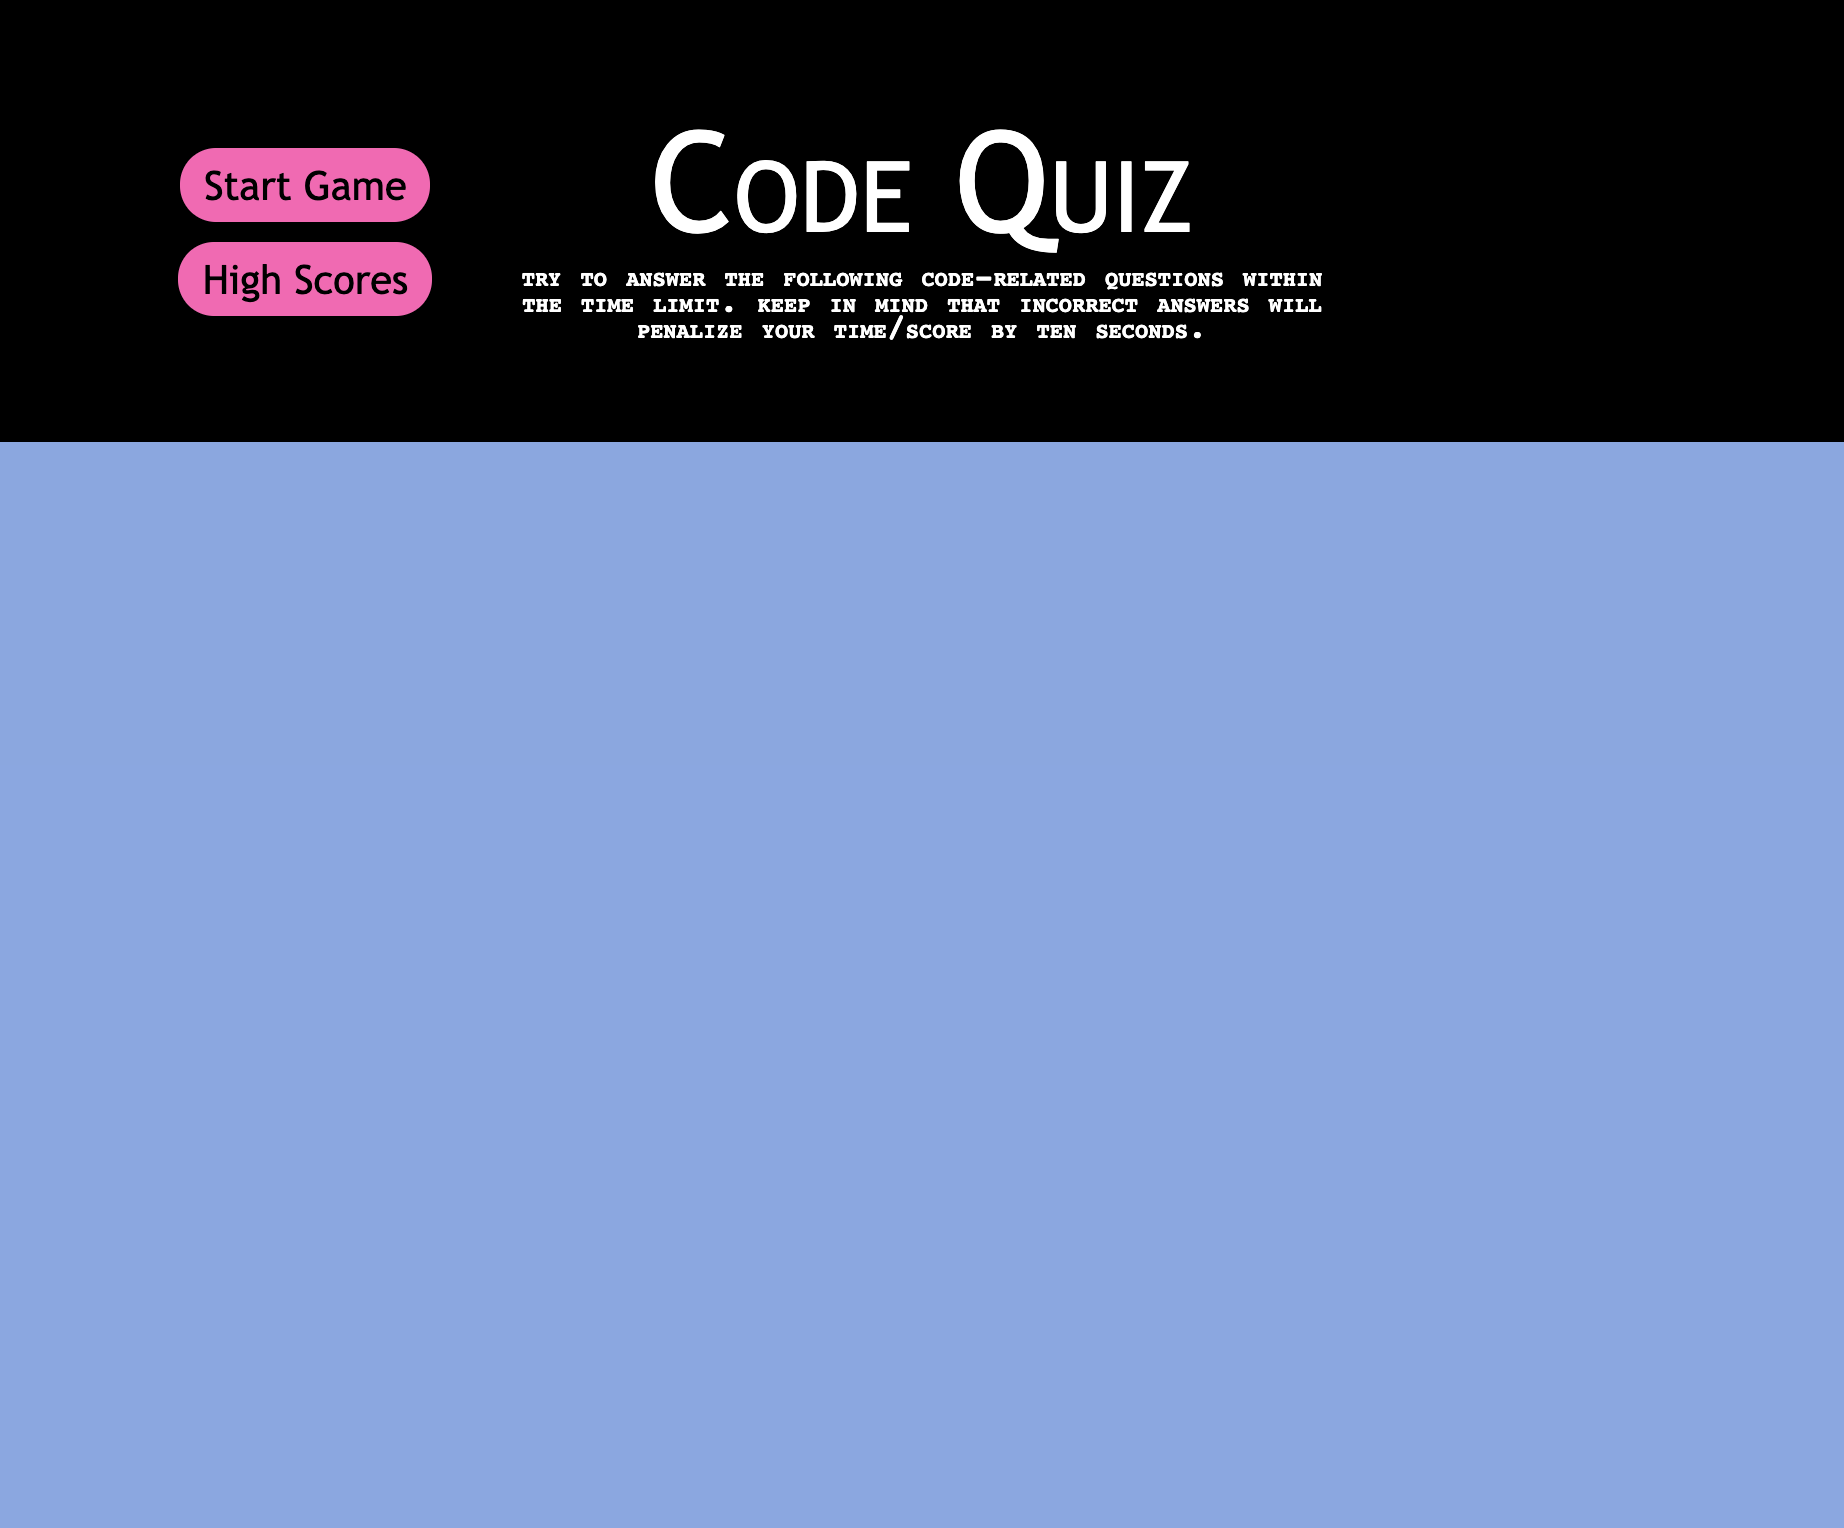 Start Game
High Scores
Code Quiz
try to answer the following code-related questions within
the time limit. keep in mind that incorrect answers will
penalize your time/score by ten seconds.